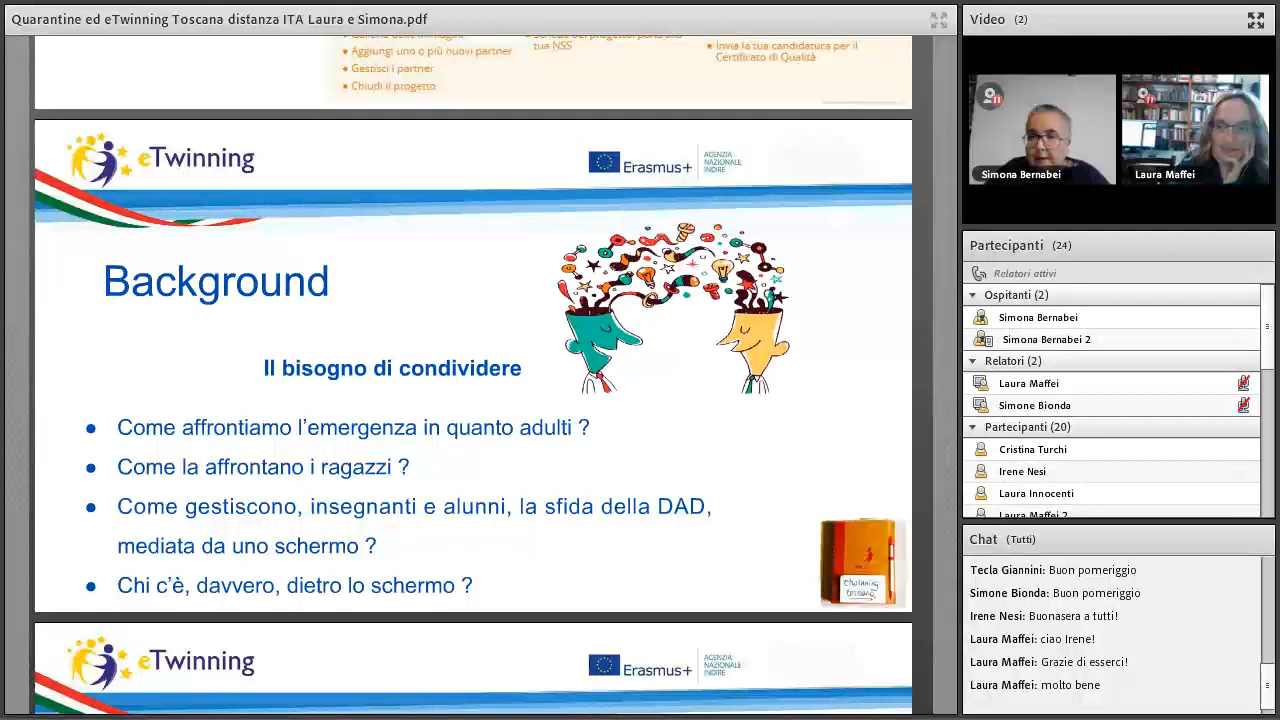 Quarantine ed eTwinning Toscana distanza ITA Laura e Simona.pdf
tua NSS
Aggiungi uno o più nuovi partner
Gestisci i partner
Chiudi il progetto
Invia la tua candidatura per il
Certificato di Qualità
eTwinning
Erasmus+
AGENZIA
NAZIONALE
INDIRE
Background
Il bisogno di condividere
● Come affrontiamo l’emergenza in quanto adulti ?
● Come la affrontano i ragazzi ?
● Come gestiscono, insegnanti e alunni, la sfida della DAD,
mediata da uno schermo ?
● Chi c’è, davvero, dietro lo schermo ?
etwinning
toscana
eTwinning
Erasmus+
AGENZIA
NAZIONALE
INDIRE
Video (2)
Simona Bernabei
Laura Maffei
Partecipanti (24)
Relatori attivi
Ospitanti (2)
Simona Bernabei
Simona Bernabei 2
Relatori (2)
Laura Maffei
Simone Bionda
Partecipanti (20)
Cristina Turchi
Irene Nesi
Laura Innocenti
Laura Maffei 2
Chat (Tutti)
Tecla Giannini: Buon pomeriggio
Simone Bionda: Buon pomeriggio
Irene Nesi: Buonasera a tutti!
Laura Maffei: ciao Irene!
Laura Maffei: Grazie di esserci!
Laura Maffei: molto bene